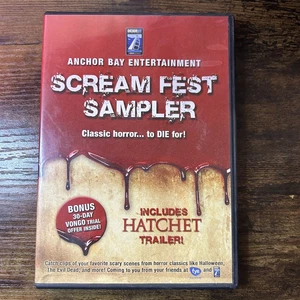 ANCHOR BAY ENTERTAINMENT
SCREAM FEST
SAMPLER
Classic horror... to DIE for!
BONUS
30-DAY
VONGO TRIAL
OFFER INSIDE!
INCLUDES
HATCHET
TRAILER!
Catch clips of your favorite scary scenes from horror classics like Halloween,
The Evil Dead, and more! Coming to you from your friends at
and